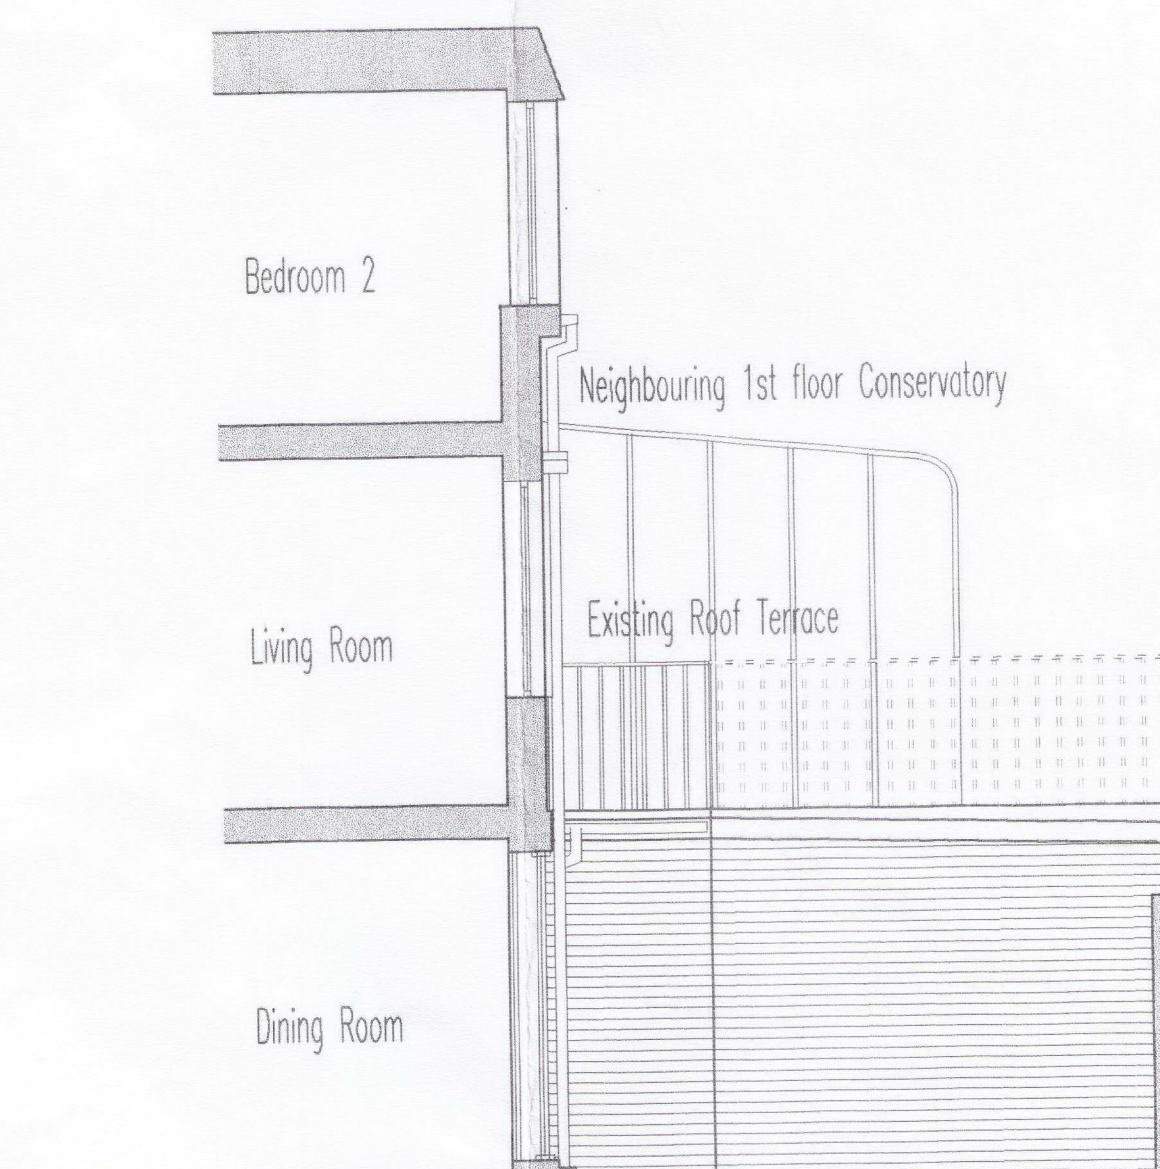 Bedroom 2
Neighbouring 1st floor Conservatory
Existing Roof Terrace
Living Room
Dining Room